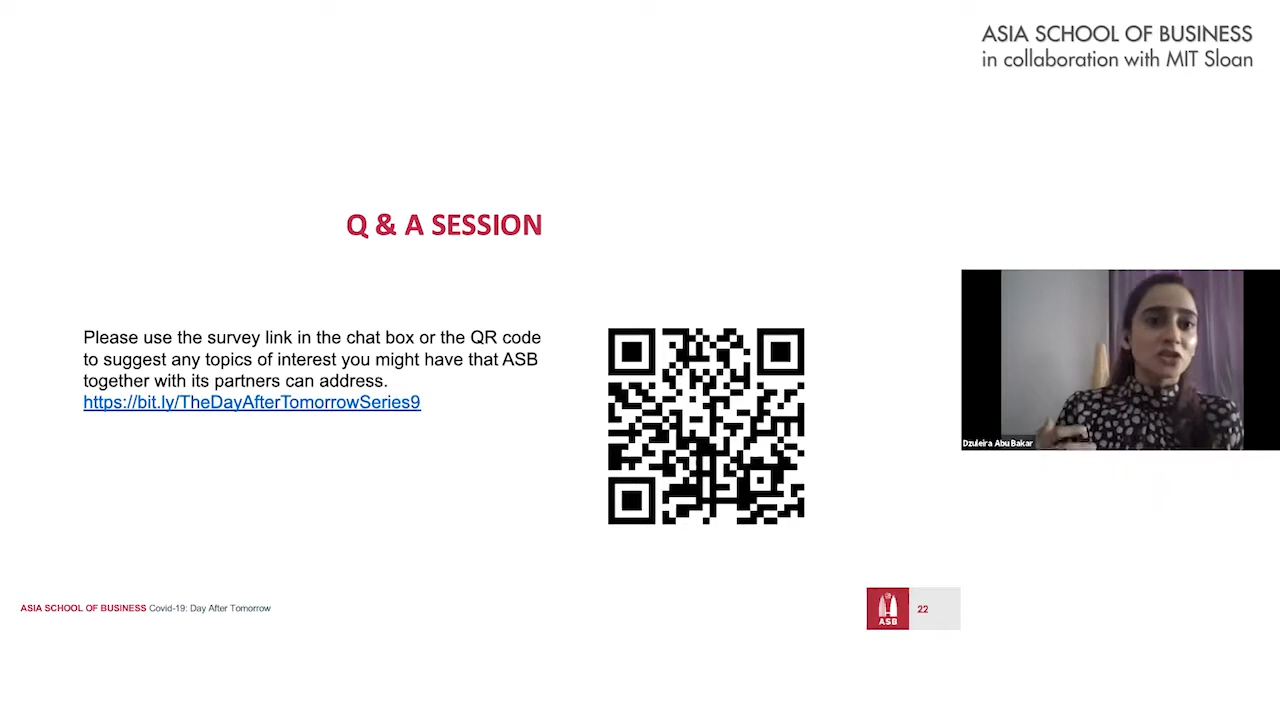 ASIA SCHOOL OF BUSINESS
in collaboration with MIT Sloan
Q & A SESSION
Please use the survey link in the chat box or the QR code
to suggest any topics of interest you might have that ASB
together with its partners can address.
https://bit.ly/TheDayAfterTomorrowSeries9
Dzuleira Abu Bakar
ASIA SCHOOL OF BUSINESS Covid-19: Day After Tomorrow
ASB
22